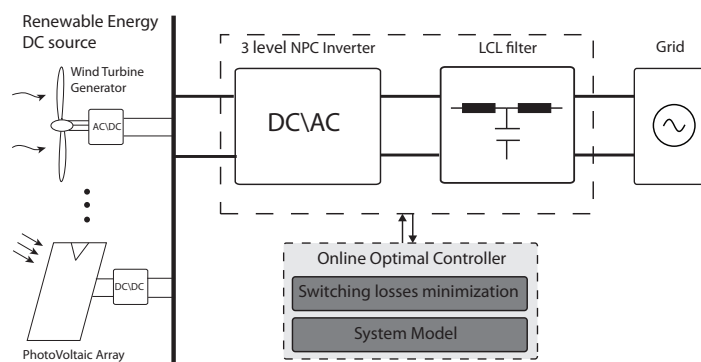 Renewable Energy
DC source
Wind Turbine
Generator
AC\DC
DC\DC
PhotoVoltaic Array
3 level NPC Inverter
DC\AC
LCL filter
Grid
Online Optimal Controller
Switching losses minimization
System Model